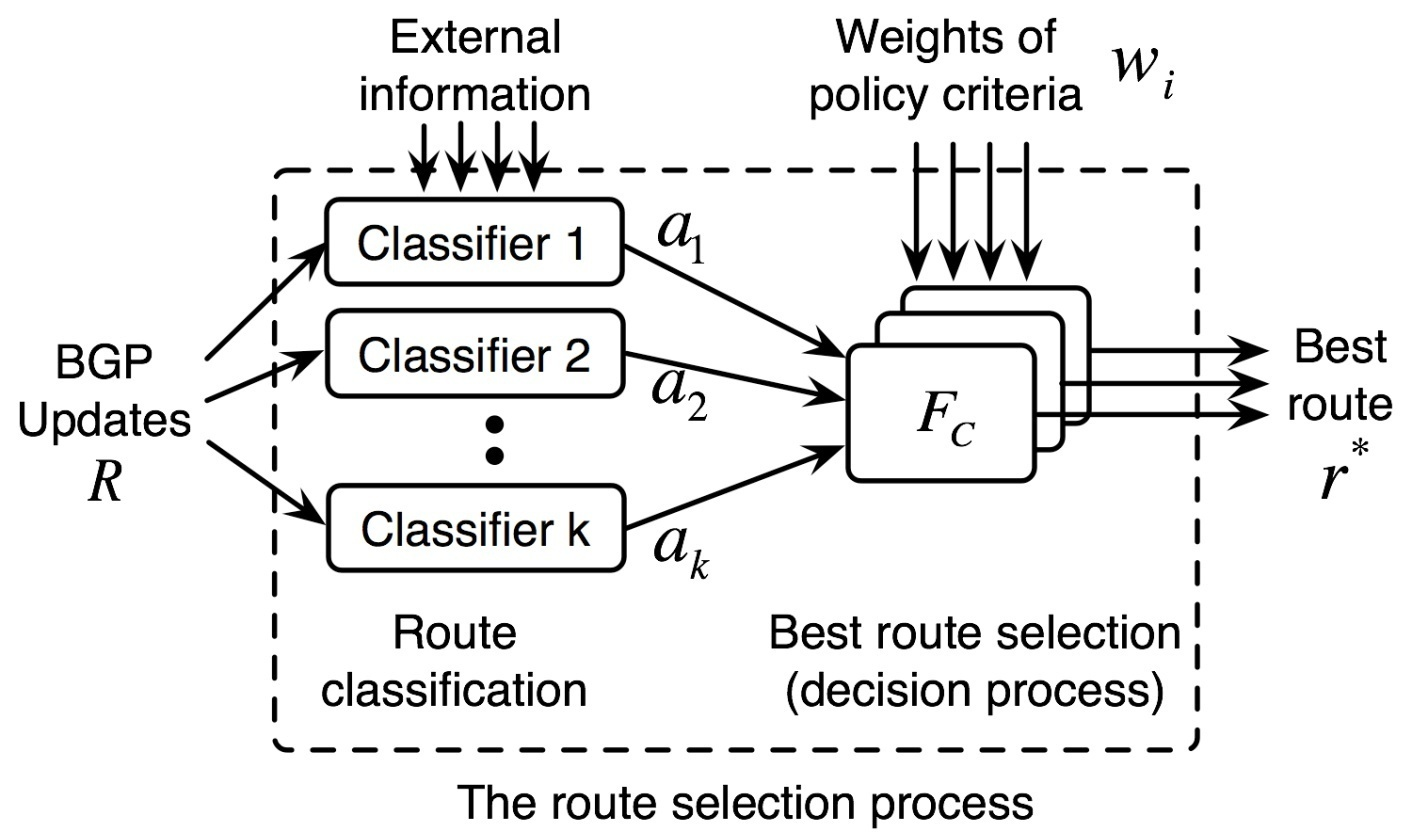 External
information
Weights of
policy criteria
w_i
Classifier 1
a_1
BGP
Updates
R
Classifier 2
a_2
Classifier k
a_k
F_C
Best
route
r^*
Route
classification
Best route selection
(decision process)
The route selection process